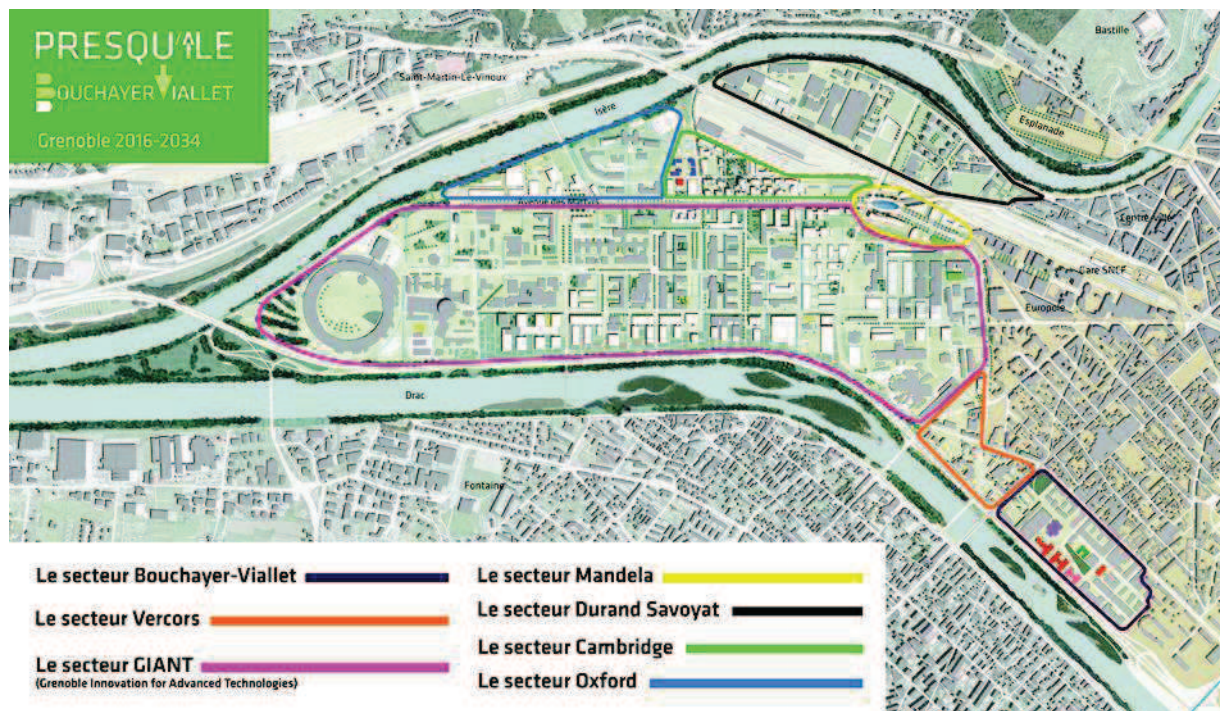 PRESQU'ÎLE
BOUCHAYER VIALLET
Grenoble 2016-2034
Bastille
Saint-Martin-Le-Vinoux
Isère
Esplanade
Avenue des Martyrs
Centre-ville
Gare SNCF
Europole
Drac
Fontaine
Le secteur Bouchayer-Viallet
Le secteur Vercors
Le secteur GIANT
(Grenoble Innovation for Advanced Technologies)
Le secteur Mandela
Le secteur Durand Savoyat
Le secteur Cambridge
Le secteur Oxford